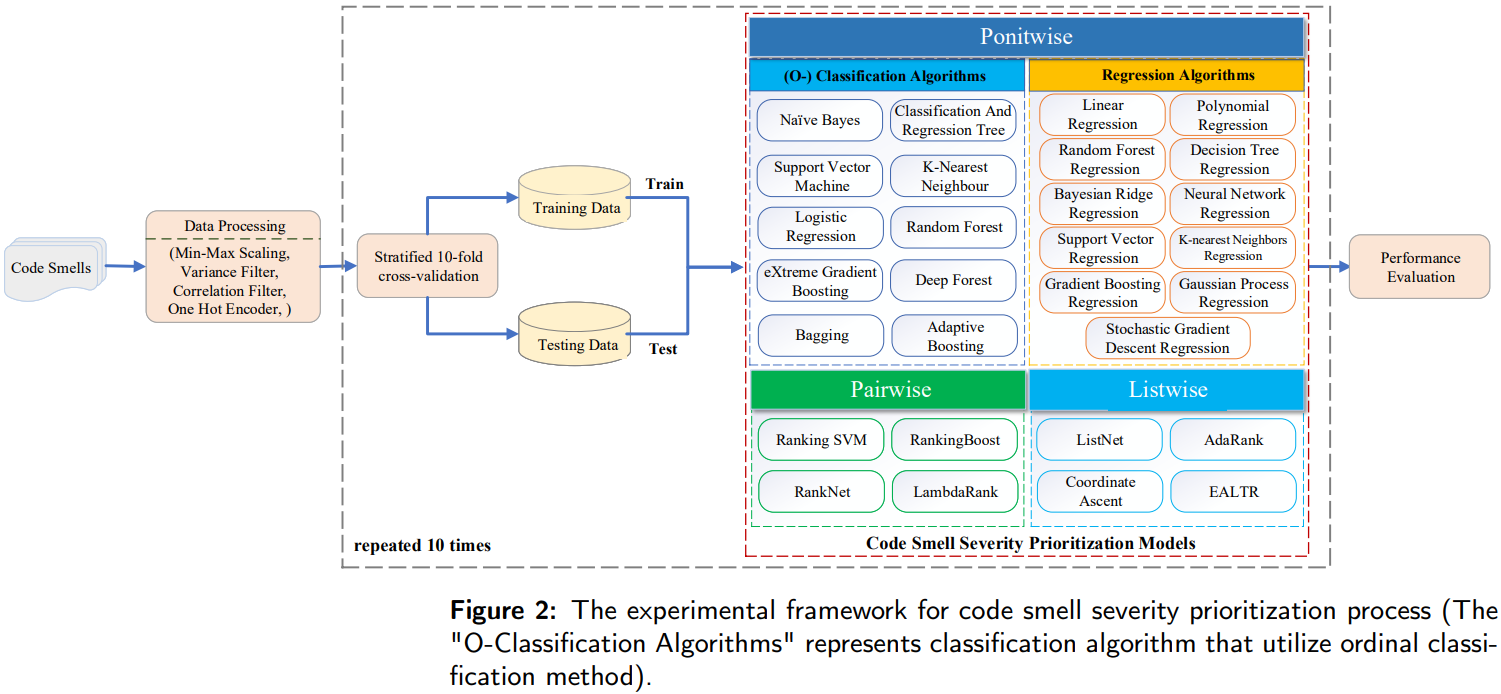 Code Smells
Data Processing
(Min-Max Scaling,
Variance Filter,
Correlation Filter,
One Hot Encoder, )
Stratified 10-fold
cross-validation
Training Data
Testing Data
Train
Test
repeated 10 times
Ponitwise
(O-) Classification Algorithms
Naïve Bayes
Classification And
Regression Tree
Support Vector
Machine
K-Nearest
Neighbour
Logistic
Regression
Random Forest
eXtreme Gradient
Boosting
Deep Forest
Bagging
Adaptive
Boosting
Regression Algorithms
Linear
Regression
Polynomial
Regression
Random Forest
Regression
Decision Tree
Regression
Bayesian Ridge
Regression
Neural Network
Regression
Support Vector
Regression
K-nearest Neighbors
Regression
Gradient Boosting
Regression
Gaussian Process
Regression
Stochastic Gradient
Descent Regression
Pairwise
Ranking SVM
RankingBoost
RankNet
LambdaRank
Listwise
ListNet
AdaRank
Coordinate
Ascent
EALTR
Code Smell Severity Prioritization Models
Performance
Evaluation
Figure 2: The experimental framework for code smell severity prioritization process (The
"O-Classification Algorithms" represents classification algorithm that utilize ordinal classi-
fication method).